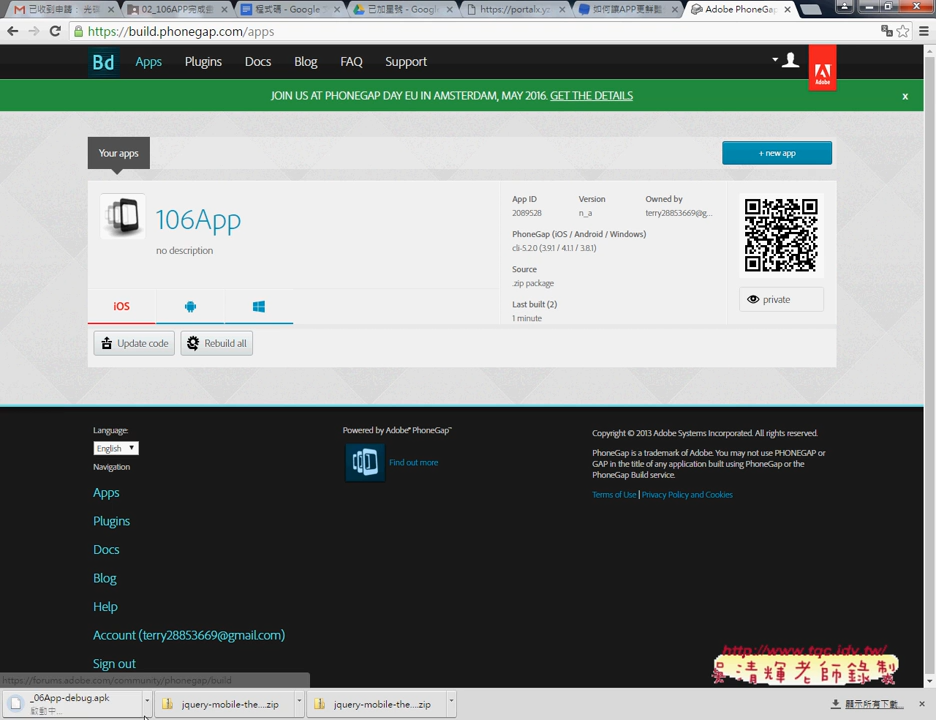 已收到申請：光碟
02_106APP完成曲
程式碼 - Google
已加星號 - Google
https://portalx.yz
如何讓APP更鮮豔
Adobe PhoneGap
https://build.phonegap.com/apps
Bd Apps Plugins Docs Blog FAQ Support
Adobe
JOIN US AT PHONEGAP DAY EU IN AMSTERDAM, MAY 2016. GET THE DETAILS x
Your apps
+ new app
106App
no description
App ID Version Owned by
2089528 n_a terry28853669@g...
PhoneGap (iOS / Android / Windows)
cli-5.2.0 (3.9.1 / 4.1.1 / 3.8.1)
Source
.zip package
Last built (2)
1 minute
private
iOS
Update code Rebuild all
Language:
English
Navigation
Apps
Plugins
Docs
Blog
Help
Account (terry28853669@gmail.com)
Sign out
Powered by Adobe® PhoneGap™
Find out more
Copyright © 2013 Adobe Systems Incorporated. All rights reserved.
PhoneGap is a trademark of Adobe. You may not use PHONEGAP or
GAP in the title of any application built using PhoneGap or the
PhoneGap Build service.
Terms of Use | Privacy Policy and Cookies
http://www.tqc.idv.tw/
吳清輝老師錄製
https://forums.adobe.com/community/phonegap/build
_06App-debug.apk
啟動中...
jquery-mobile-the....zip
jquery-mobile-the....zip
顯示所有下載...